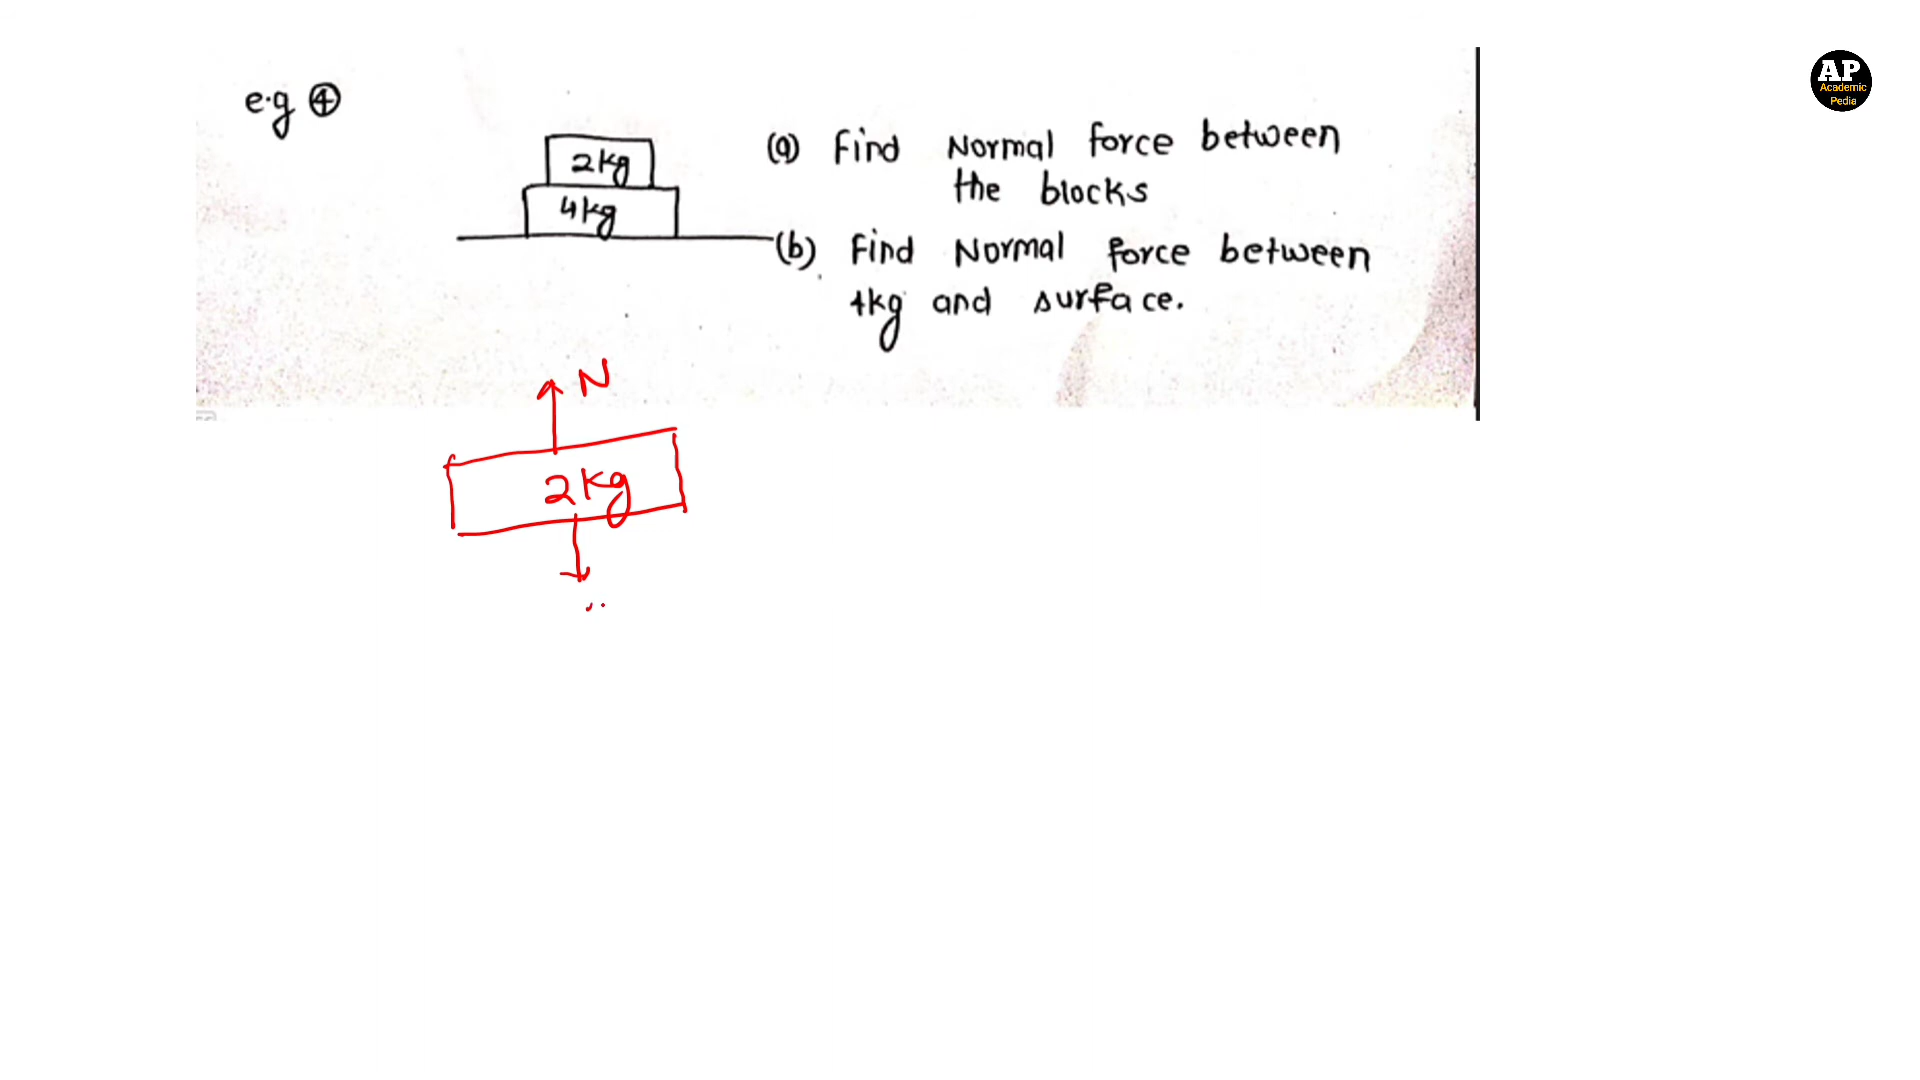 e.g ④
2kg
4kg
(a) Find Normal force between
the blocks
(b) Find Normal force between
4kg and surface.
N
2kg
AP
Academic
Pedia